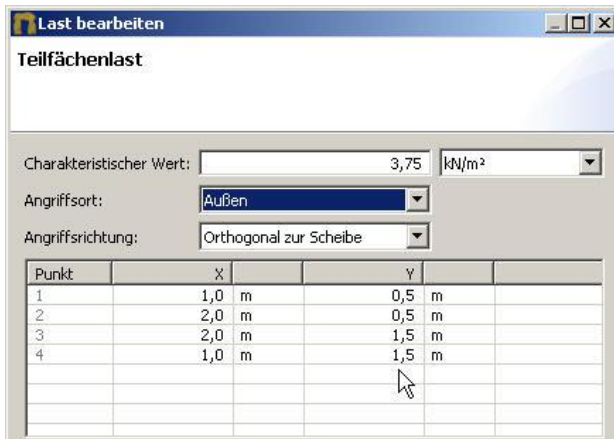 Last bearbeiten
Teilfächenlast
Charakteristischer Wert: 3,75 kN/m²
Angriffsort: Außen
Angriffsrichtung: Orthogonal zur Scheibe
Punkt X Y
1 1,0 m 0,5 m
2 2,0 m 0,5 m
3 2,0 m 1,5 m
4 1,0 m 1,5 m